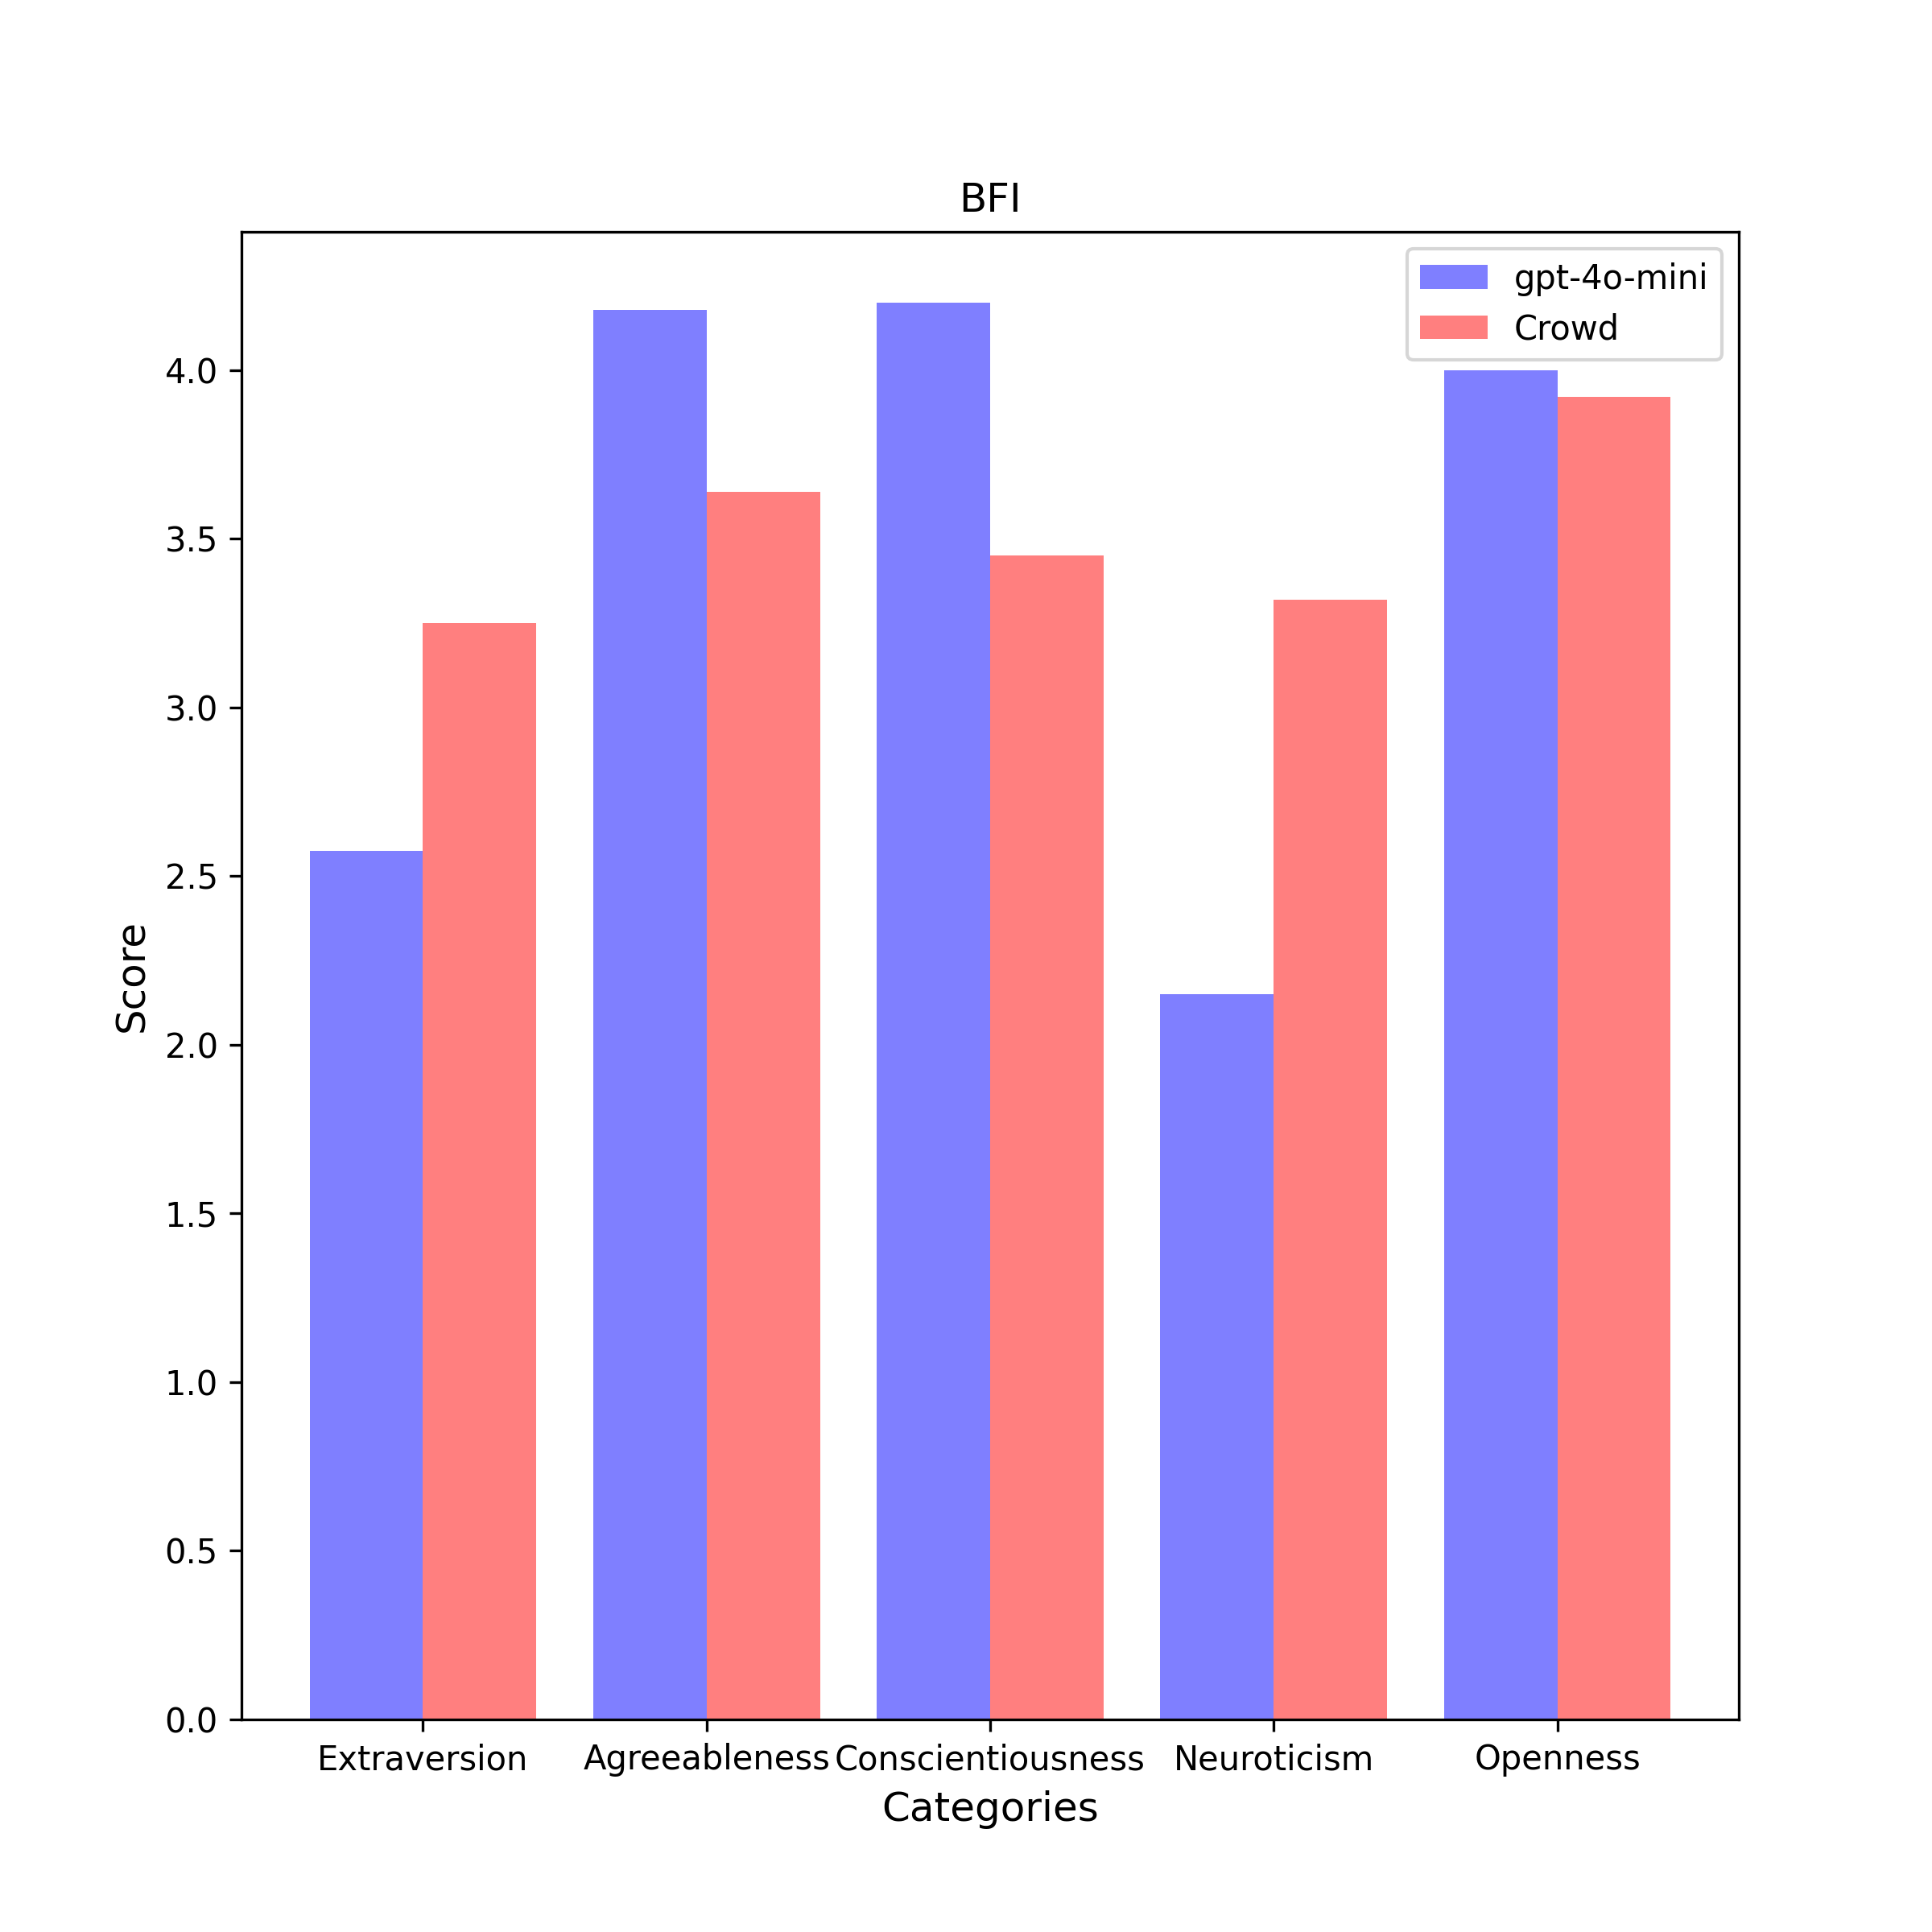 BFI
gpt-4o-mini
Crowd
4.0
3.5
3.0
2.5
2.0
1.5
1.0
0.5
0.0
Score
Extraversion Agreeableness Conscientiousness Neuroticism Openness
Categories